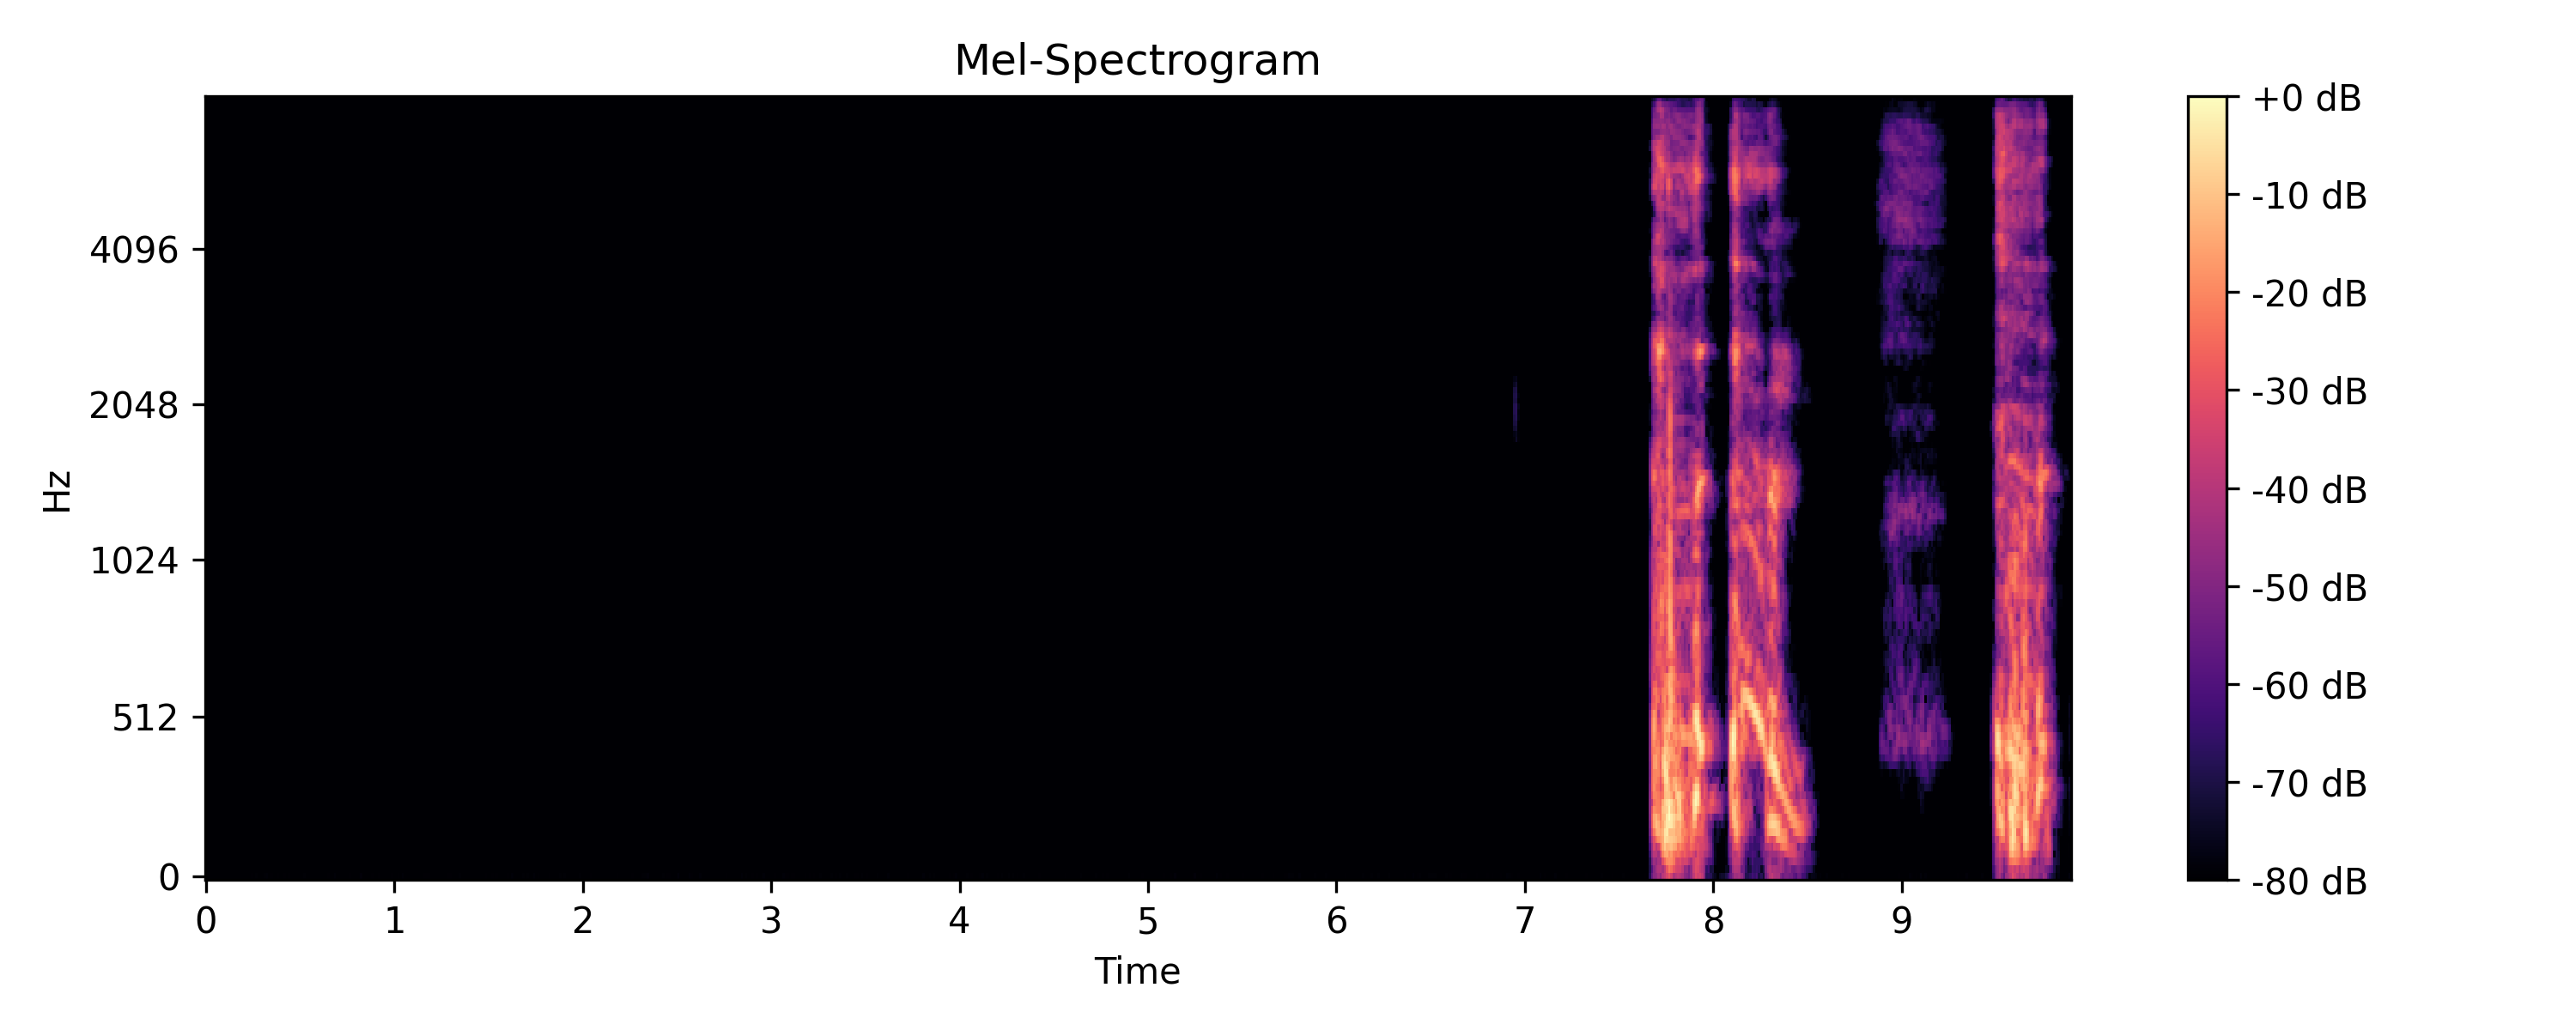 Mel-Spectrogram
+0 dB
-10 dB
-20 dB
-30 dB
-40 dB
-50 dB
-60 dB
-70 dB
-80 dB
Hz
4096
2048
1024
512
0
0 1 2 3 4 5 6 7 8 9
Time